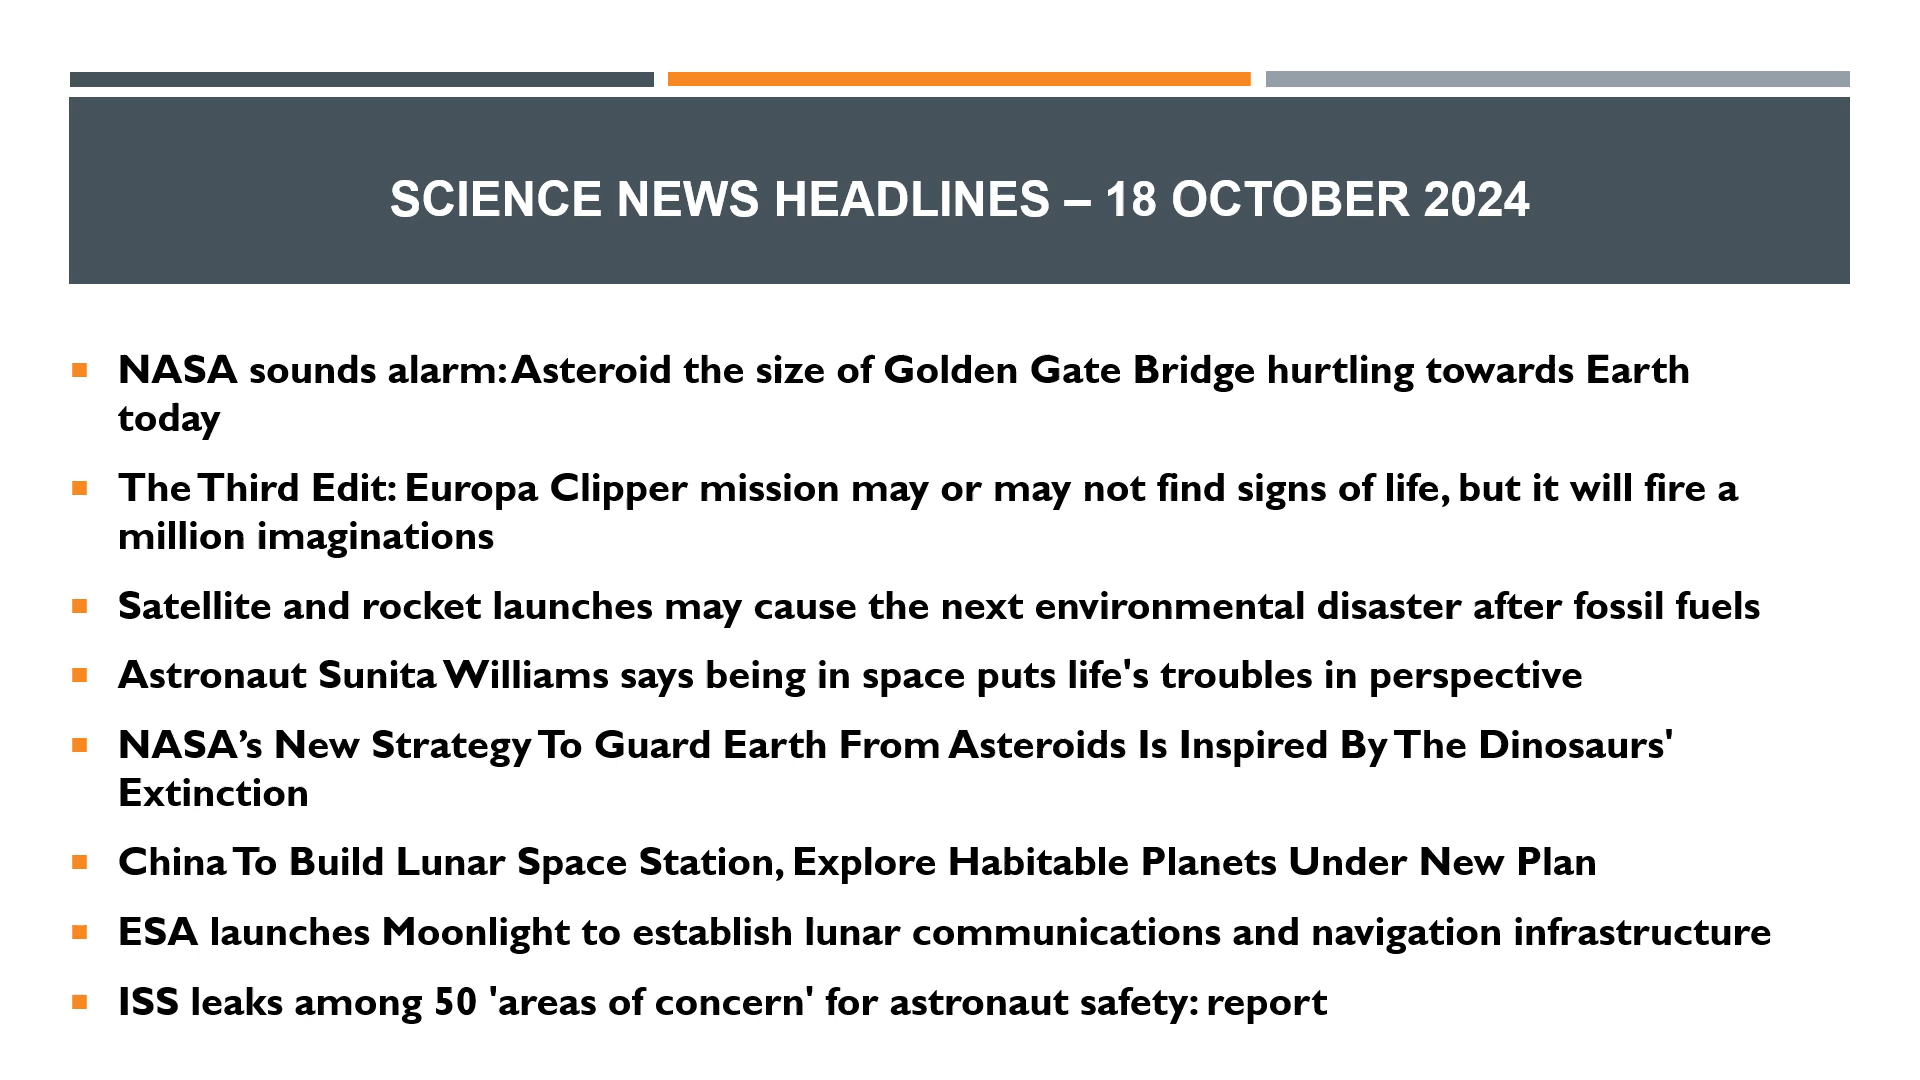 SCIENCE NEWS HEADLINES – 18 OCTOBER 2024
NASA sounds alarm: Asteroid the size of Golden Gate Bridge hurtling towards Earth
today
The Third Edit: Europa Clipper mission may or may not find signs of life, but it will fire a
million imaginations
Satellite and rocket launches may cause the next environmental disaster after fossil fuels
Astronaut Sunita Williams says being in space puts life's troubles in perspective
NASA’s New Strategy To Guard Earth From Asteroids Is Inspired By The Dinosaurs'
Extinction
China To Build Lunar Space Station, Explore Habitable Planets Under New Plan
ESA launches Moonlight to establish lunar communications and navigation infrastructure
ISS leaks among 50 'areas of concern' for astronaut safety: report